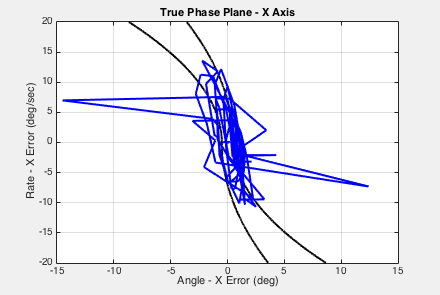 True Phase Plane - X Axis
20
15
10
5
0
-5
-10
-15
-20
Rate - X Error (deg/sec)
-15 -10 -5 0 5 10 15
Angle - X Error (deg)